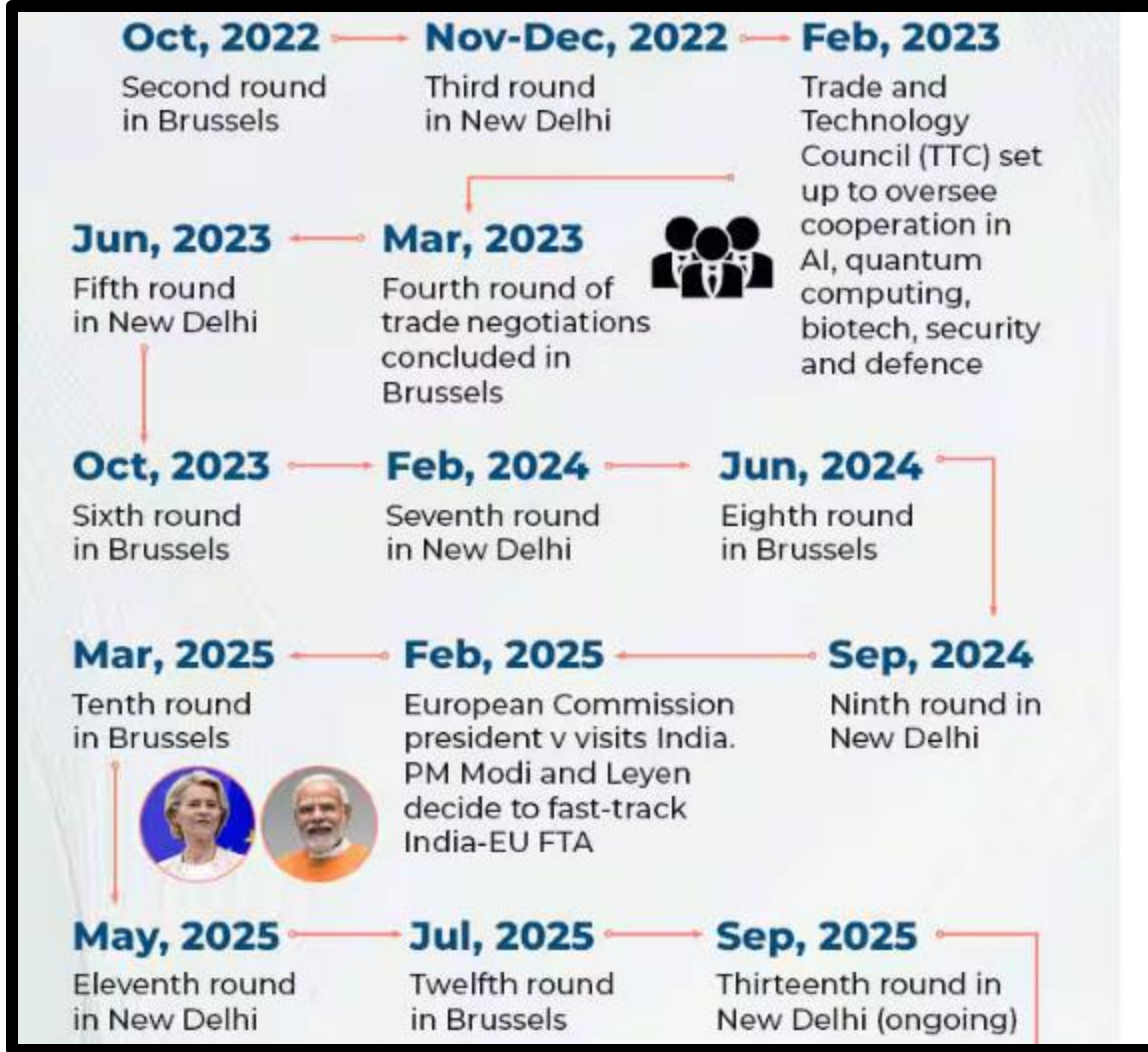 Oct, 2022
Second round
in Brussels
Nov-Dec, 2022
Third round
in New Delhi
Feb, 2023
Trade and
Technology
Council (TTC) set
up to oversee
cooperation in
AI, quantum
computing,
biotech, security
and defence
Mar, 2023
Fourth round of
trade negotiations
concluded in
Brussels
Jun, 2023
Fifth round
in New Delhi
Oct, 2023
Sixth round
in Brussels
Feb, 2024
Seventh round
in New Delhi
Jun, 2024
Eighth round
in Brussels
Sep, 2024
Ninth round in
New Delhi
Feb, 2025
European Commission
president v visits India.
PM Modi and Leyen
decide to fast-track
India-EU FTA
Mar, 2025
Tenth round
in Brussels
May, 2025
Eleventh round
in New Delhi
Jul, 2025
Twelfth round
in Brussels
Sep, 2025
Thirteenth round in
New Delhi (ongoing)